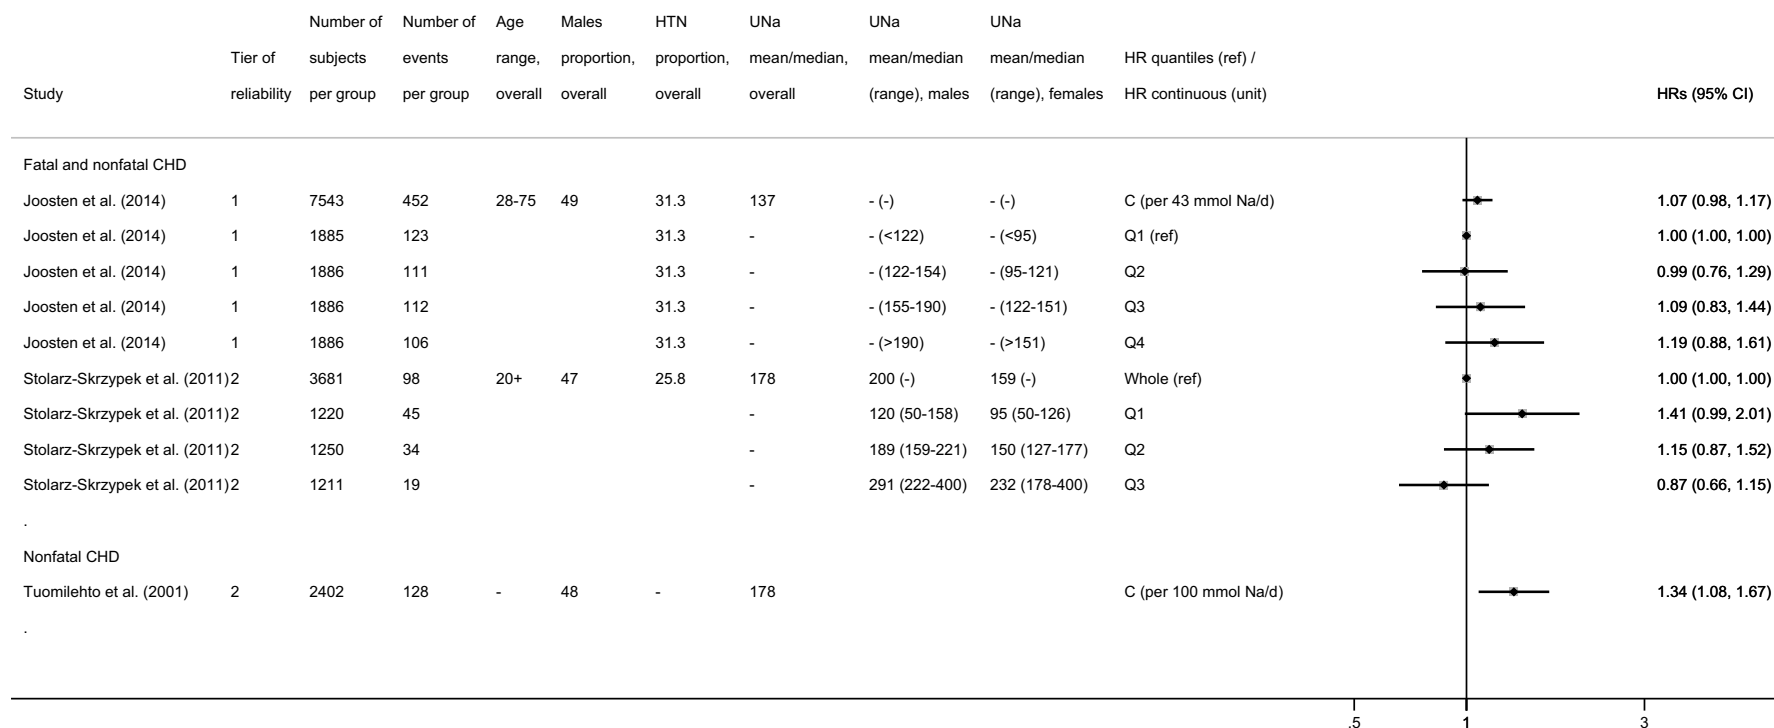 Number of Number of Age Males HTN UNa UNa UNa
Tier of subjects events range, proportion, proportion, mean/median, mean/median mean/median HR quantiles (ref) /
Study reliability per group per group overall overall overall overall (range), males (range), females HR continuous (unit) HRs (95% CI)
Fatal and nonfatal CHD
Joosten et al. (2014) 1 7543 452 28-75 49 31.3 137 - (-) - (-) C (per 43 mmol Na/d) 1.07 (0.98, 1.17)
Joosten et al. (2014) 1 1885 123 31.3 - - (<122) - (<95) Q1 (ref) 1.00 (1.00, 1.00)
Joosten et al. (2014) 1 1886 111 31.3 - - (122-154) - (95-121) Q2 0.99 (0.76, 1.29)
Joosten et al. (2014) 1 1886 112 31.3 - - (155-190) - (122-151) Q3 1.09 (0.83, 1.44)
Joosten et al. (2014) 1 1886 106 31.3 - - (>190) - (>151) Q4 1.19 (0.88, 1.61)
Stolarz-Skrzypek et al. (2011) 2 3681 98 20+ 47 25.8 178 200 (-) 159 (-) Whole (ref) 1.00 (1.00, 1.00)
Stolarz-Skrzypek et al. (2011) 2 1220 45 - 120 (50-158) 95 (50-126) Q1 1.41 (0.99, 2.01)
Stolarz-Skrzypek et al. (2011) 2 1250 34 - 189 (159-221) 150 (127-177) Q2 1.15 (0.87, 1.52)
Stolarz-Skrzypek et al. (2011) 2 1211 19 - 291 (222-400) 232 (178-400) Q3 0.87 (0.66, 1.15)
.
Nonfatal CHD
Tuomilehto et al. (2001) 2 2402 128 - 48 - 178 C (per 100 mmol Na/d) 1.34 (1.08, 1.67)
.
.5 1 3